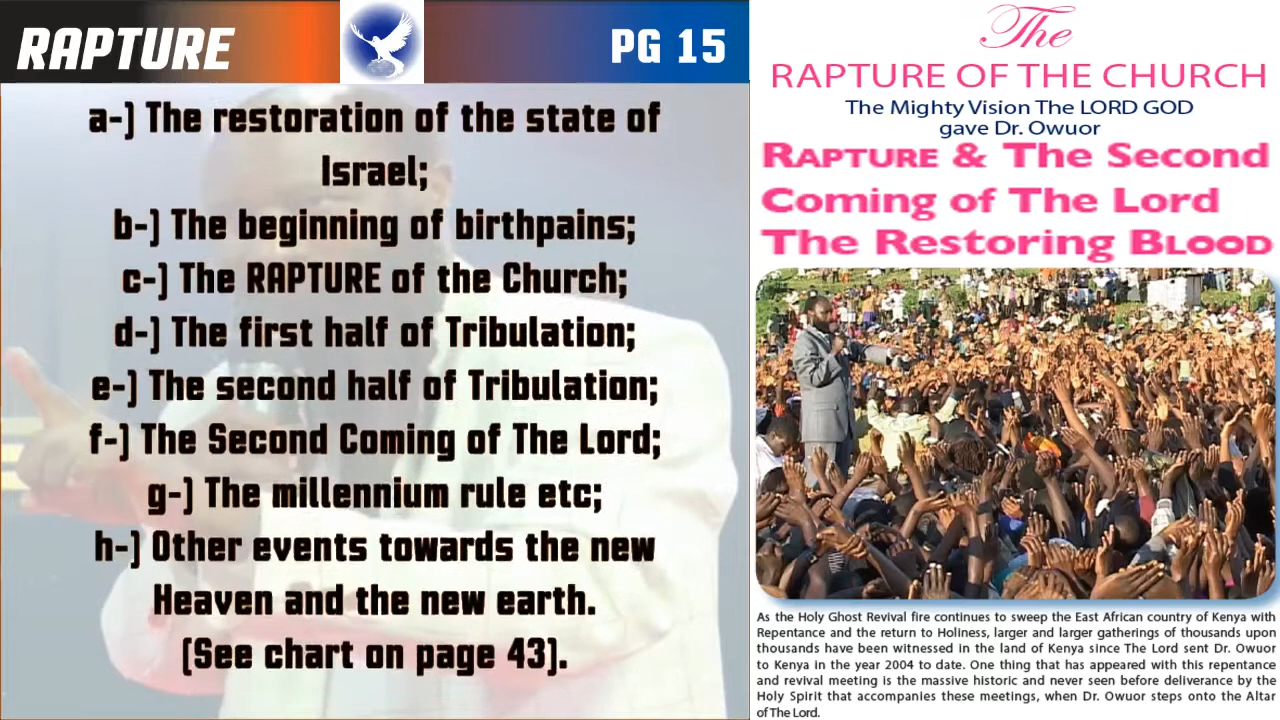 RAPTURE
PG 15
a-) The restoration of the state of
Israel;
b-) The beginning of birthpains;
c-) The RAPTURE of the Church;
d-) The first half of Tribulation;
e-) The second half of Tribulation;
f-) The Second Coming of The Lord;
g-) The millennium rule etc;
h-) Other events towards the new
Heaven and the new earth.
(See chart on page 43).
The
RAPTURE OF THE CHURCH
The Mighty Vision The LORD GOD
gave Dr. Owuor
RAPTURE & The Second
Coming of The Lord
The Restoring BLOOD
As the Holy Ghost Revival fire continues to sweep the East African country of Kenya with
Repentance and the return to Holiness, larger and larger gatherings of thousands upon
thousands have been witnessed in the land of Kenya since The Lord sent Dr. Owuor
to Kenya in the year 2004 to date. One thing that has appeared with this repentance
and revival meeting is the massive historic and never seen before deliverance by the
Holy Spirit that accompanies these meetings, when Dr. Owuor steps onto the Altar
of The Lord.